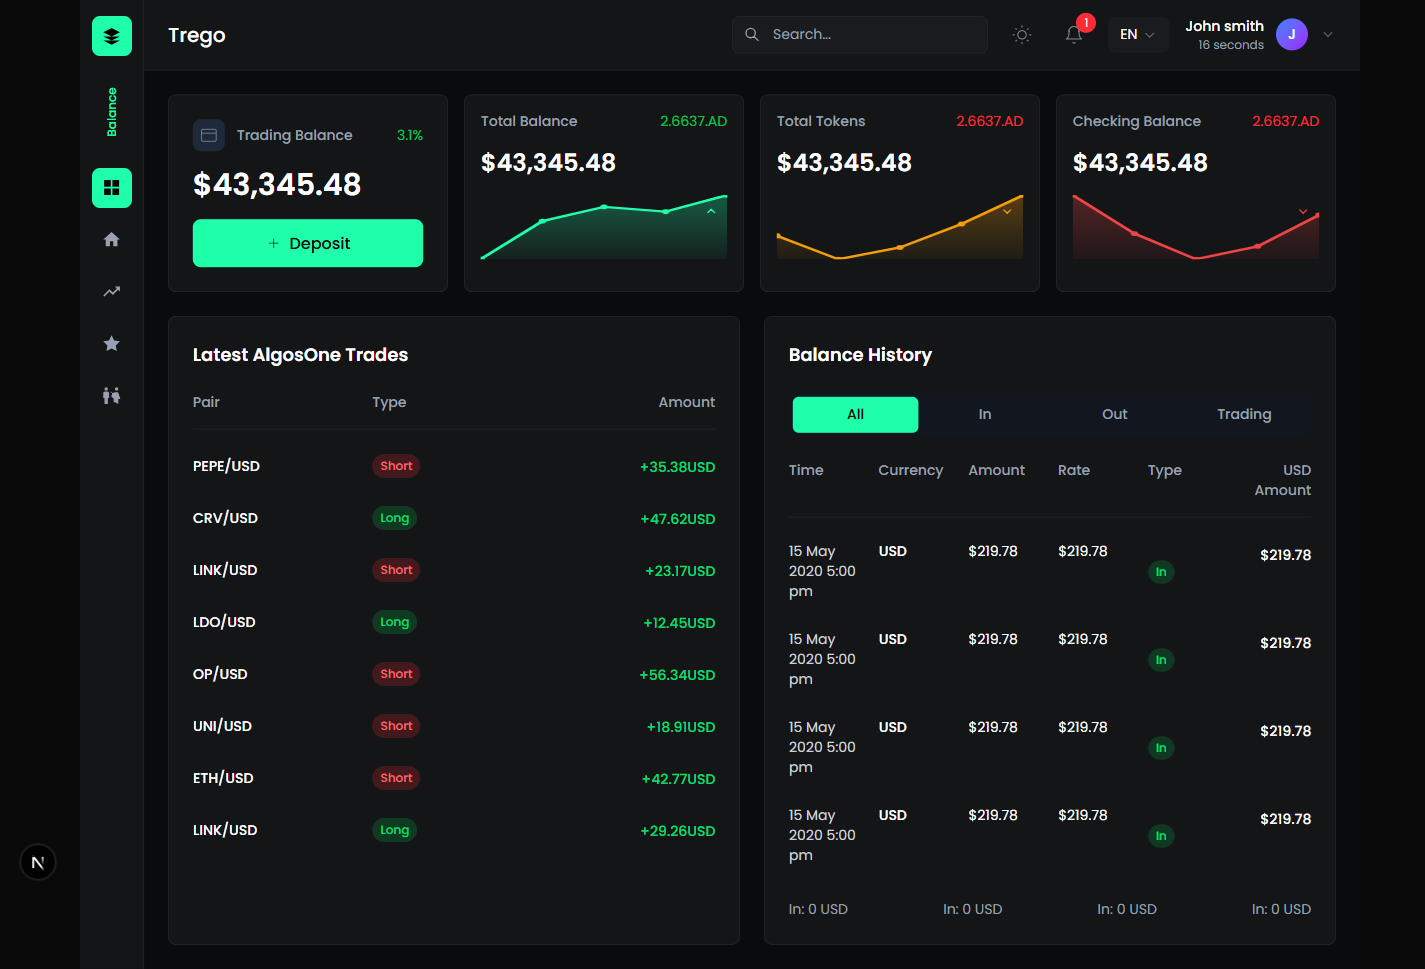 Trego
Search...
1
EN
John smith
16 seconds
J
Balance
Trading Balance
3.1%
$43,345.48
+ Deposit
Total Balance
2.6637.AD
$43,345.48
Total Tokens
2.6637.AD
$43,345.48
Checking Balance
2.6637.AD
$43,345.48
Latest AlgosOne Trades
Pair Type Amount
PEPE/USD Short +35.38USD
CRV/USD Long +47.62USD
LINK/USD Short +23.17USD
LDO/USD Long +12.45USD
OP/USD Short +56.34USD
UNI/USD Short +18.91USD
ETH/USD Short +42.77USD
LINK/USD Long +29.26USD
Balance History
All In Out Trading
Time Currency Amount Rate Type USD
Amount
15 May USD $219.78 $219.78 $219.78
2020 5:00 In
pm
15 May USD $219.78 $219.78 $219.78
2020 5:00 In
pm
15 May USD $219.78 $219.78 $219.78
2020 5:00 In
pm
15 May USD $219.78 $219.78 $219.78
2020 5:00 In
pm
In: 0 USD In: 0 USD In: 0 USD In: 0 USD
N